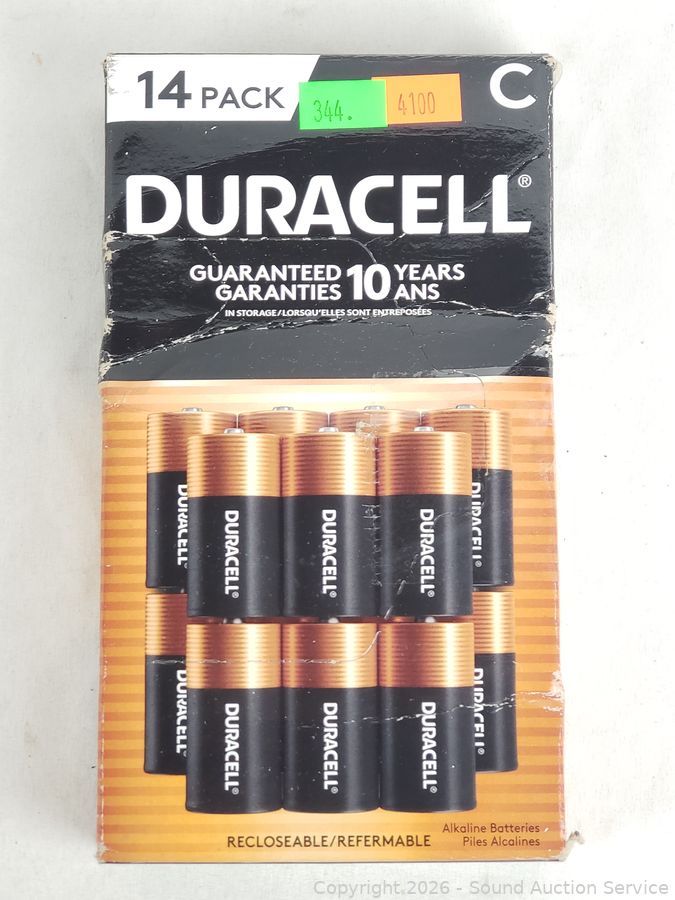 14 PACK
344.
4100
C
DURACELL®
GUARANTEED 10 YEARS
GARANTIES ANS
IN STORAGE/LORSQU'ELLES SONT ENTREPOSÉES
DURACELL
DURACELL®
DURACELL®
DURACELL®
DURACELL®
DURACELL
DURACELL®
DURACELL®
DURACELL®
DURACELL®
RECLOSEABLE/REFERMABLE
Alkaline Batteries
Piles Alcalines
Copyright 2026 - Sound Auction Service